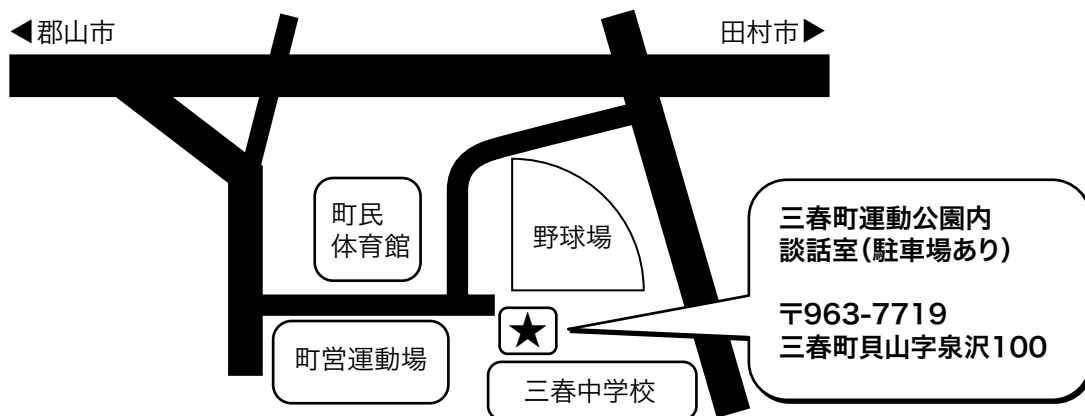 ◀郡山市
田村市▶
町民
体育館
野球場
三春町運動公園内
談話室(駐車場あり)
〒963-7719
三春町貝山字泉沢100
★
町営運動場
三春中学校